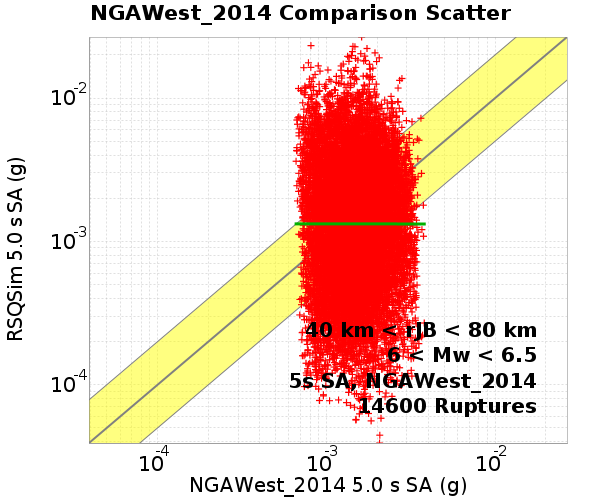 NGAWest_2014 Comparison Scatter
RSQSim 5.0 s SA (g)
10-2
10-3
10-4
40 km < rJB < 80 km
6 < Mw < 6.5
5s SA, NGAWest_2014
14600 Ruptures
10-4 10-3 10-2
NGAWest_2014 5.0 s SA (g)